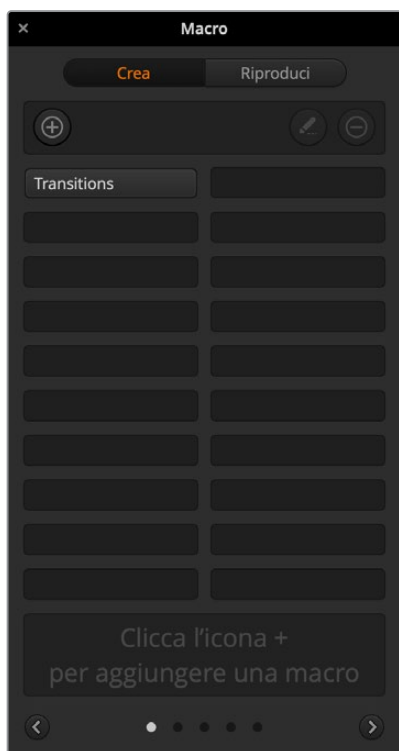 Macro
Crea
Riproduci
Transitions
Clicca l'icona +
per aggiungere una macro